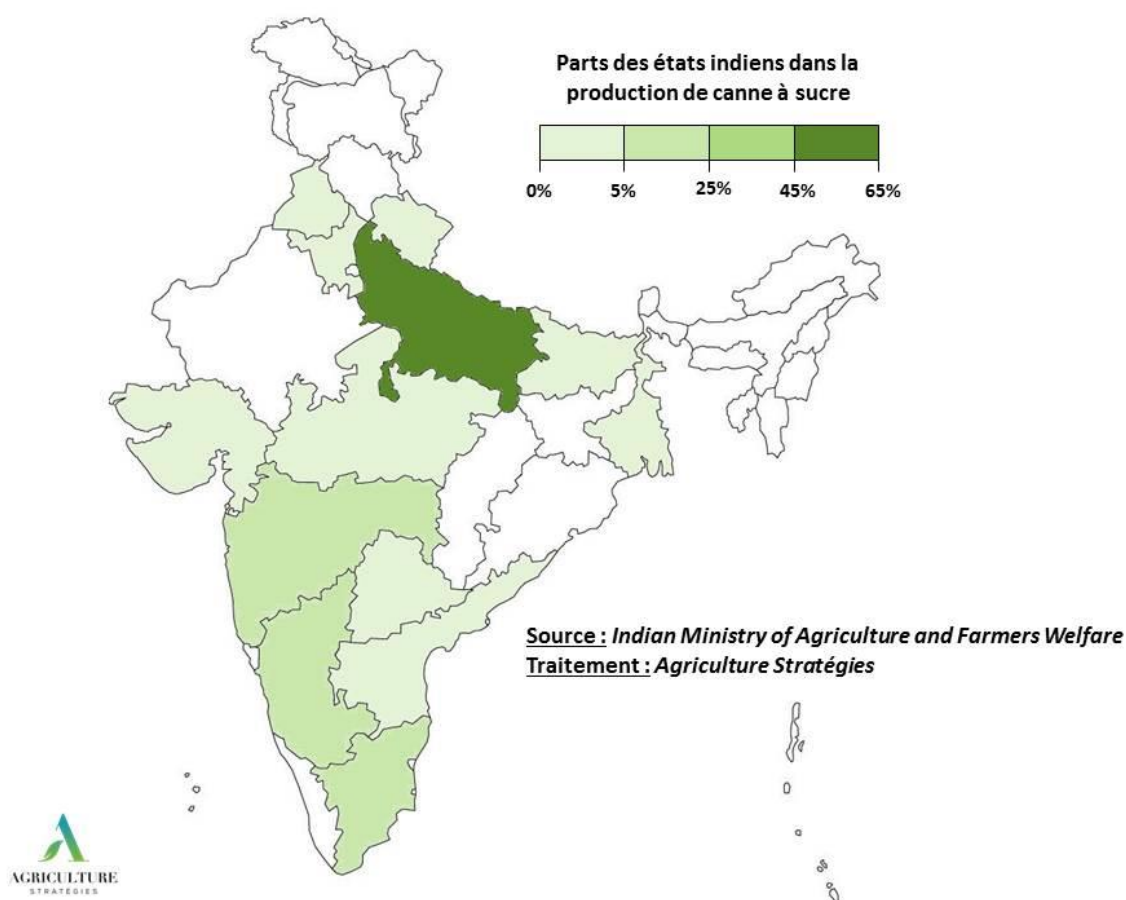 Parts des états indiens dans la
production de canne à sucre
0% 5% 25% 45% 65%
Source : Indian Ministry of Agriculture and Farmers Welfare
Traitement : Agriculture Stratégies
AGRICULTURE
STRATÉGIES